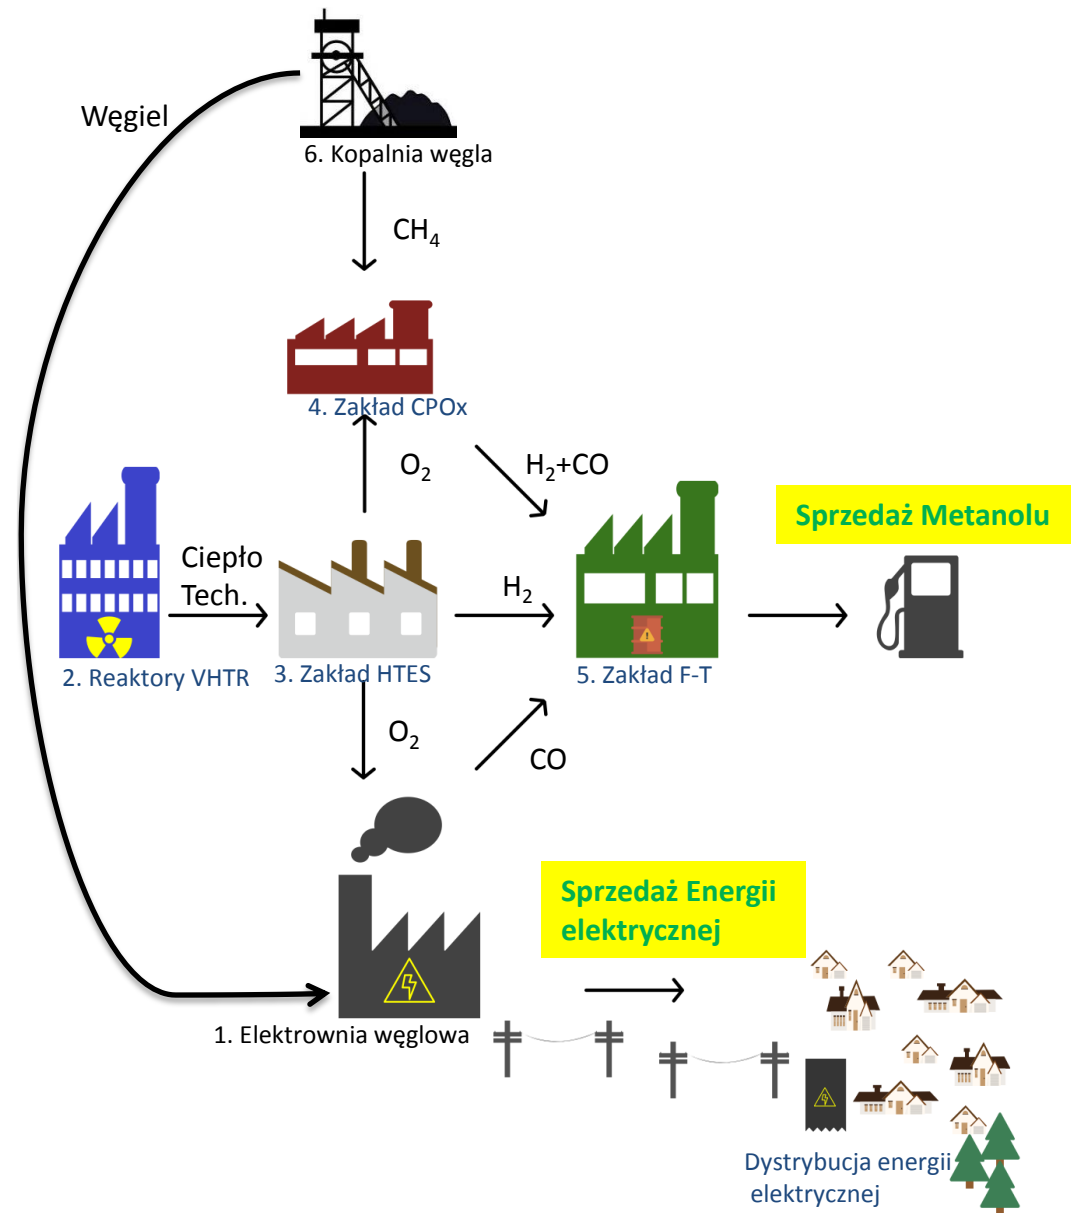 Węgiel
6. Kopalnia węgla
CH₄
4. Zakład CPOx
O₂
H₂+CO
Sprzedaż Metanolu
Ciepło
Tech.
H₂
2. Reaktory VHTR
3. Zakład HTES
5. Zakład F-T
O₂
CO
Sprzedaż Energii
elektrycznej
1. Elektrownia węglowa
Dystrybucja energii
elektrycznej